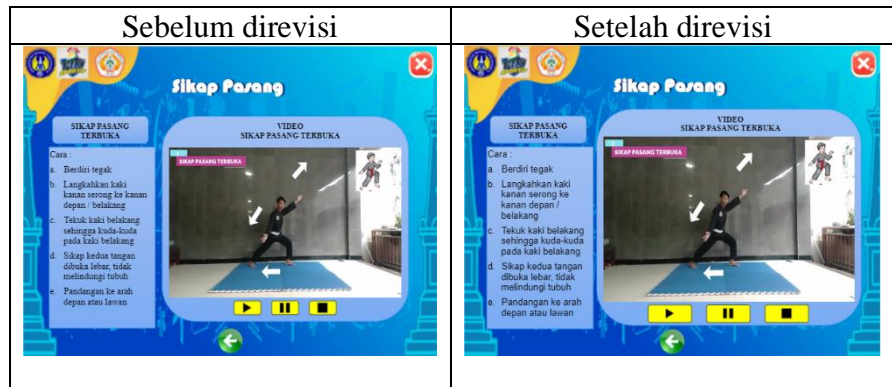 Sebelum direvisi
Setelah direvisi
Sikap Pasang
SIKAP PASANG
TERBUKA
Cara :
a. Berdiri tegak
b. Langkahkan kaki
kanan serong ke kanan
depan / belakang
c. Tekuk kaki belakang
sehingga kuda-kuda
pada kaki belakang
d. Sikap kedua tangan
dibuka lebar, tidak
melindungi tubuh
e. Pandangan ke arah
depan atau lawan
VIDEO
SIKAP PASANG TERBUKA
SIKAP PASANG TERBUKA
Sikap Pasang
SIKAP PASANG
TERBUKA
Cara :
a. Berdiri tegak
b. Langkahkan kaki
kanan serong ke
kanan depan /
belakang
c. Tekuk kaki belakang
sehingga kuda-kuda
pada kaki belakang
d. Sikap kedua tangan
dibuka lebar, tidak
melindungi tubuh
e. Pandangan ke arah
depan atau lawan
VIDEO
SIKAP PASANG TERBUKA
SIKAP PASANG TERBUKA